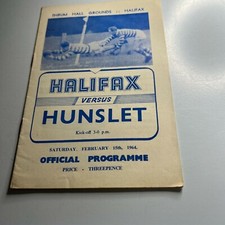 THRUM HALL GROUNDS - HALIFAX
HALIFAX
VERSUS
HUNSLET
Kick-off 3-0 p.m.
SATURDAY, FEBRUARY 15th, 1964.
OFFICIAL PROGRAMME
PRICE - THREEPENCE